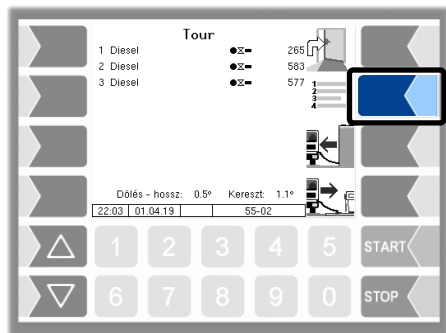 Tour
1 Diesel ●⧖▬ 265
2 Diesel ●⧖▬ 583
3 Diesel ●⧖▬ 577
1
2
3
4
Dőlés - hossz: 0.5° Kereszt: 1.1°
22:03 01.04.19 55-02
1 2 3 4 5 START
6 7 8 9 0 STOP